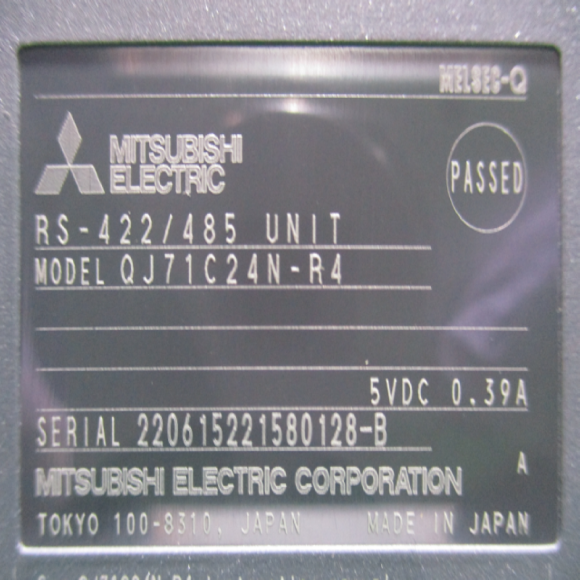 MELSEC-Q
MITSUBISHI
ELECTRIC
PASSED
RS-422/485 UNIT
MODEL QJ71C24N-R4
5VDC 0.39A
SERIAL 220615221580128-B
A
MITSUBISHI ELECTRIC CORPORATION
TOKYO 100-8310, JAPAN MADE IN JAPAN